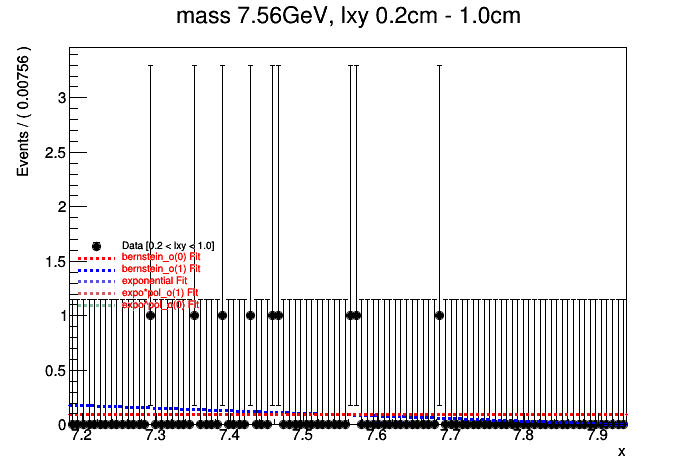 mass 7.56GeV, lxy 0.2cm - 1.0cm
Events / ( 0.00756 )
3
2.5
2
1.5
1
0.5
0
Data [0.2 < lxy < 1.0]
bernstein_o(0) Fit
bernstein_o(1) Fit
exponential Fit
expo*pol_o(1) Fit
expo*pol_o(0) Fit
7.2 7.3 7.4 7.5 7.6 7.7 7.8 7.9
x